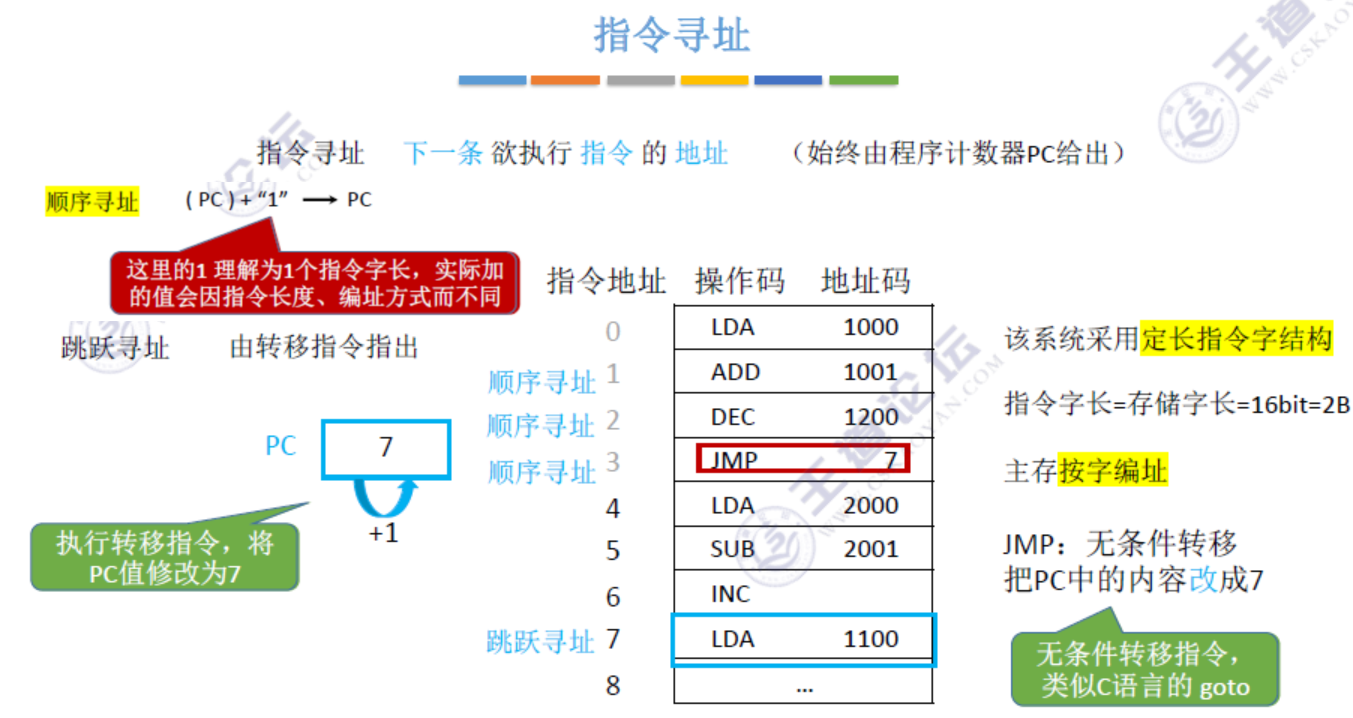 指令寻址
指令寻址 下一条 欲执行 指令 的 地址 （始终由程序计数器PC给出）
顺序寻址 ( PC ) + “1” → PC
这里的1 理解为1个指令字长，实际加
的值会因指令长度、编址方式而不同
跳跃寻址 由转移指令指出
PC 7
+1
执行转移指令，将
PC值修改为7
指令地址 操作码 地址码
0 LDA 1000
顺序寻址 1 ADD 1001
顺序寻址 2 DEC 1200
顺序寻址 3 JMP 7
4 LDA 2000
5 SUB 2001
6 INC
跳跃寻址 7 LDA 1100
8 ...
该系统采用定长指令字结构
指令字长=存储字长=16bit=2B
主存按字编址
JMP：无条件转移
把PC中的内容改成7
无条件转移指令，
类似C语言的 goto
王道论坛
WWW.CSKAOYAN.COM